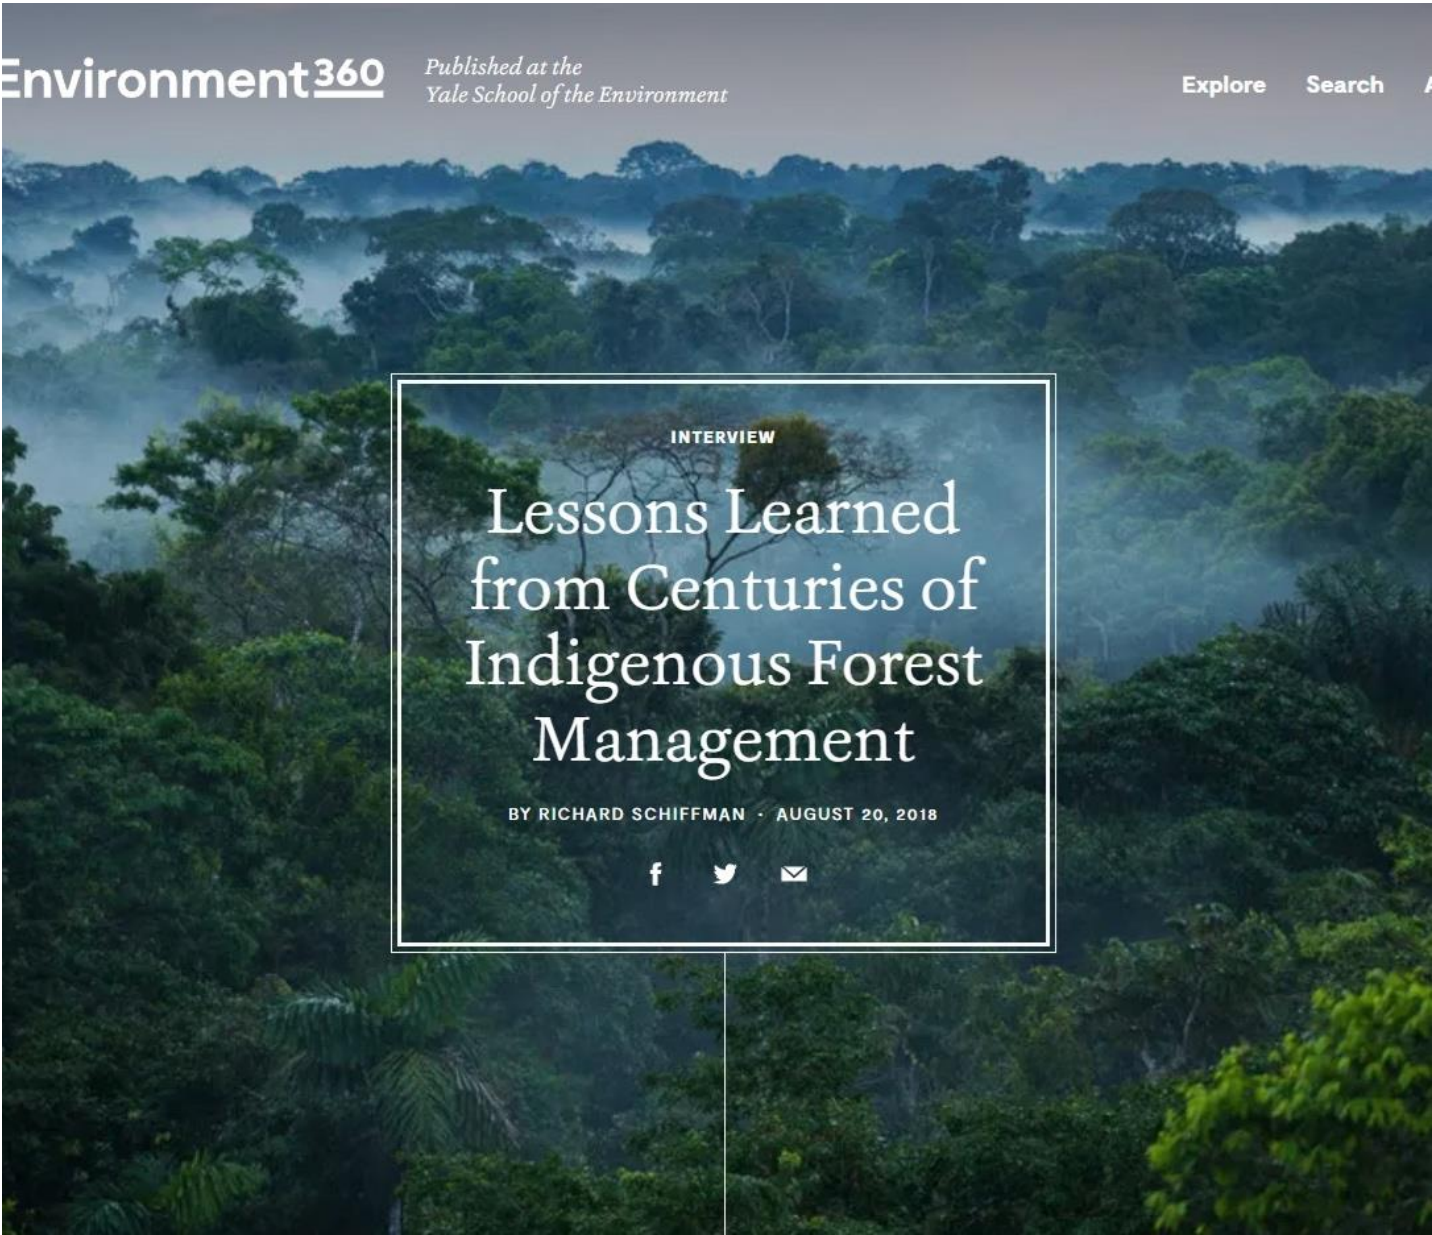 Environment360
Published at the
Yale School of the Environment
Explore
Search
INTERVIEW
Lessons Learned
from Centuries of
Indigenous Forest
Management
BY RICHARD SCHIFFMAN · AUGUST 20, 2018